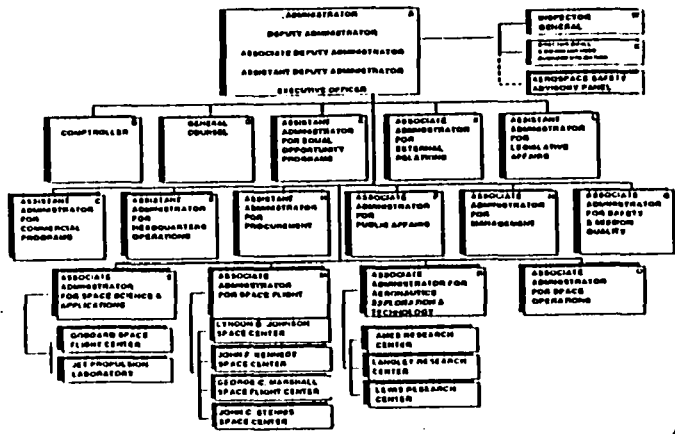 ADMINISTRATOR A
DEPUTY ADMINISTRATOR
ASSOCIATE DEPUTY ADMINISTRATOR
ASSISTANT DEPUTY ADMINISTRATOR
EXECUTIVE OFFICER
INSPECTOR
GENERAL
AEROSPACE SAFETY
ADVISORY PANEL
COMPTROLLER
GENERAL
COUNSEL
ASSISTANT
ADMINISTRATOR
FOR EQUAL
OPPORTUNITY
PROGRAMS
ASSOCIATE
ADMINISTRATOR
FOR
EXTERNAL
RELATIONS
ASSISTANT
ADMINISTRATOR
FOR
LEGISLATIVE
AFFAIRS
ASSISTANT
ADMINISTRATOR
FOR
COMMERCIAL
PROGRAMS
ASSISTANT
ADMINISTRATOR
FOR
HEADQUARTERS
OPERATIONS
ASSISTANT
ADMINISTRATOR
FOR
PROCUREMENT
ASSOCIATE
ADMINISTRATOR
FOR
PUBLIC AFFAIRS
ASSOCIATE
ADMINISTRATOR
FOR
MANAGEMENT
ASSOCIATE
ADMINISTRATOR
FOR SAFETY
& MISSION
QUALITY
ASSOCIATE
ADMINISTRATOR
FOR SPACE SCIENCE &
APPLICATIONS
GODDARD SPACE
FLIGHT CENTER
JET PROPULSION
LABORATORY
ASSOCIATE
ADMINISTRATOR
FOR SPACE FLIGHT
LYNDON B. JOHNSON
SPACE CENTER
JOHN F. KENNEDY
SPACE CENTER
GEORGE C. MARSHALL
SPACE FLIGHT CENTER
JOHN C. STENNIS
SPACE CENTER
ASSOCIATE
ADMINISTRATOR FOR
AERONAUTICS
EXPLORATION &
TECHNOLOGY
AMES RESEARCH
CENTER
LANGLEY RESEARCH
CENTER
LEWIS RESEARCH
CENTER
ASSOCIATE
ADMINISTRATOR
FOR SPACE
OPERATIONS